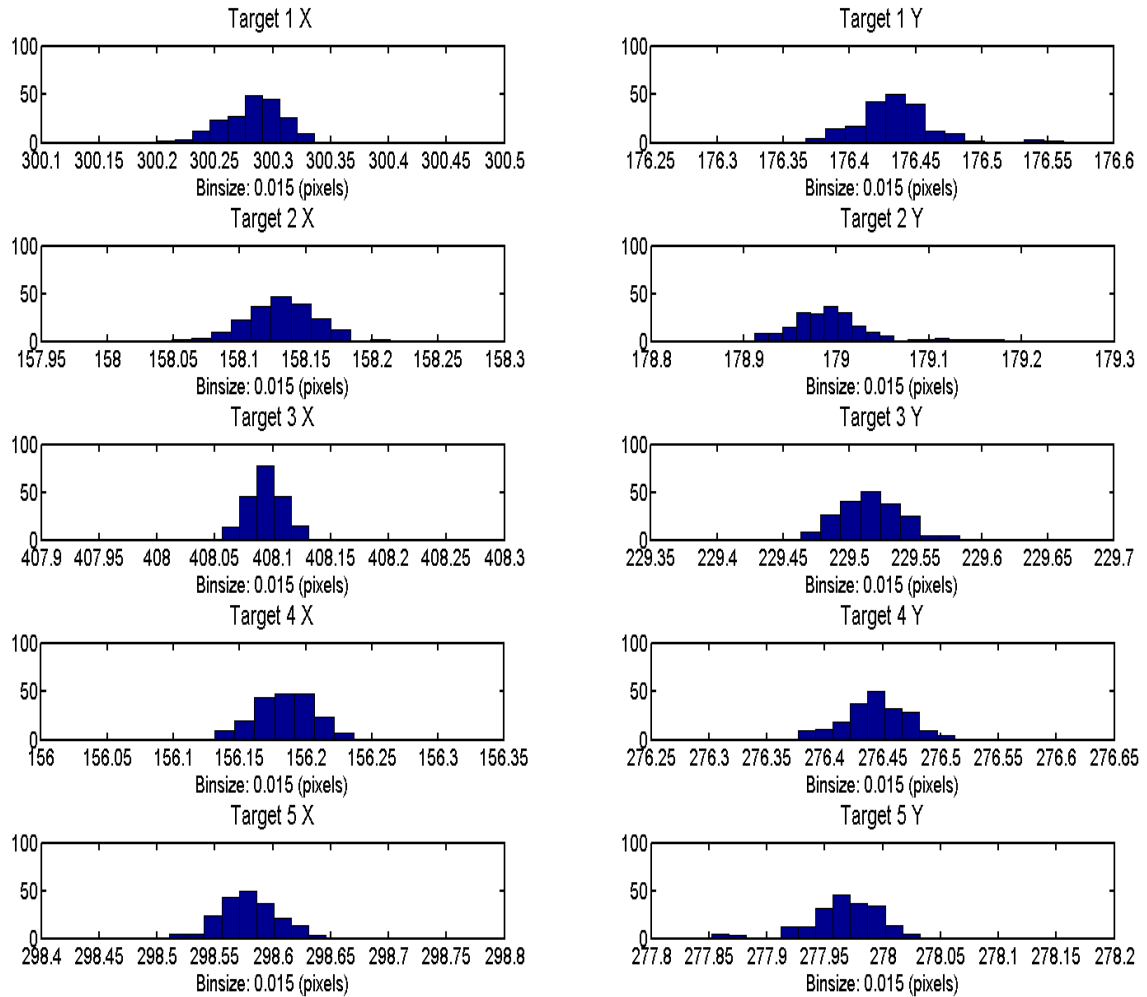 Target 1 X
100
50
0
300.1 300.15 300.2 300.25 300.3 300.35 300.4 300.45 300.5
Binsize: 0.015 (pixels)
Target 1 Y
100
50
0
176.25 176.3 176.35 176.4 176.45 176.5 176.55 176.6
Binsize: 0.015 (pixels)
Target 2 X
100
50
0
157.95 158 158.05 158.1 158.15 158.2 158.25 158.3
Binsize: 0.015 (pixels)
Target 2 Y
100
50
0
178.8 178.9 179 179.1 179.2 179.3
Binsize: 0.015 (pixels)
Target 3 X
100
50
0
407.9 407.95 408 408.05 408.1 408.15 408.2 408.25 408.3
Binsize: 0.015 (pixels)
Target 3 Y
100
50
0
229.35 229.4 229.45 229.5 229.55 229.6 229.65 229.7
Binsize: 0.015 (pixels)
Target 4 X
100
50
0
156 156.05 156.1 156.15 156.2 156.25 156.3 156.35
Binsize: 0.015 (pixels)
Target 4 Y
100
50
0
276.25 276.3 276.35 276.4 276.45 276.5 276.55 276.6 276.65
Binsize: 0.015 (pixels)
Target 5 X
100
50
0
298.4 298.45 298.5 298.55 298.6 298.65 298.7 298.75 298.8
Binsize: 0.015 (pixels)
Target 5 Y
100
50
0
277.8 277.85 277.9 277.95 278 278.05 278.1 278.15 278.2
Binsize: 0.015 (pixels)